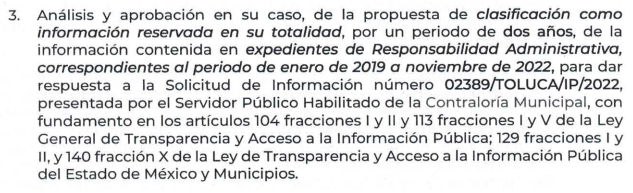 3. Análisis y aprobación en su caso, de la propuesta de clasificación como
información reservada en su totalidad, por un periodo de dos años, de la
información contenida en expedientes de Responsabilidad Administrativa,
correspondientes al periodo de enero de 2019 a noviembre de 2022, para dar
respuesta a la Solicitud de Información número 02389/TOLUCA/IP/2022,
presentada por el Servidor Público Habilitado de la Contraloría Municipal, con
fundamento en los artículos 104 fracciones I y II y 113 fracciones I y V de la Ley
General de Transparencia y Acceso a la Información Pública; 129 fracciones I y
II, y 140 fracción X de la Ley de Transparencia y Acceso a la Información Pública
del Estado de México y Municipios.